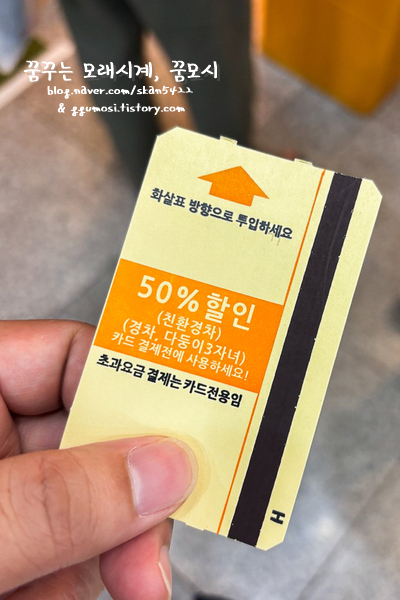 꿈꾸는 모래시계, 꿈모시
blog.naver.com/skan5422
& ggumosi.tistory.com
화살표 방향으로 투입하세요
50% 할인
(친환경차)
(경차, 다둥이3자녀)
카드 결제전에 사용하세요!
초과요금 결제는 카드전용임
H